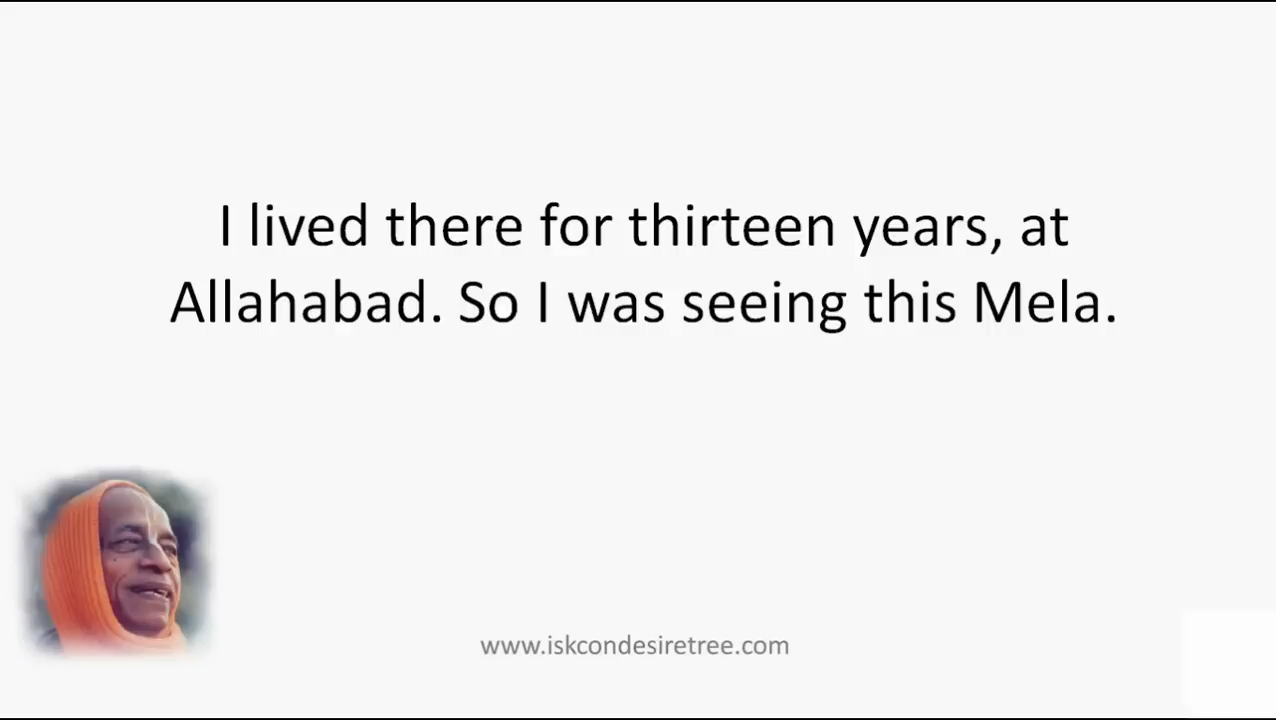 I lived there for thirteen years, at
Allahabad. So I was seeing this Mela.
www.iskcondesiretree.com